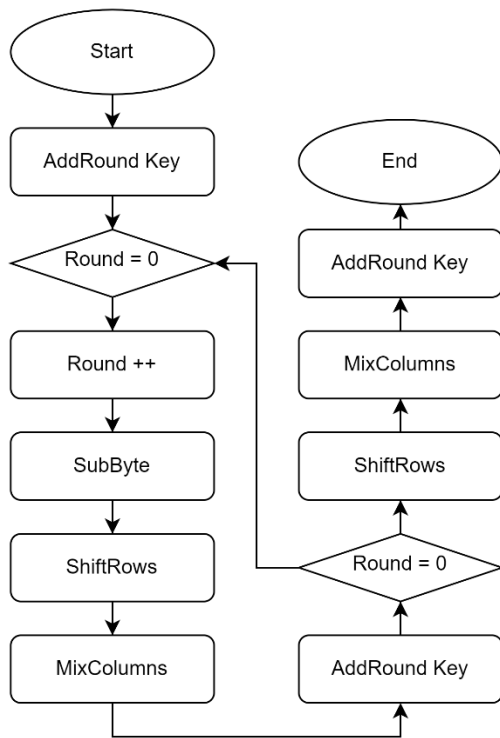 Start
AddRound Key
Round = 0
Round ++
SubByte
ShiftRows
MixColumns
AddRound Key
Round = 0
ShiftRows
MixColumns
AddRound Key
End